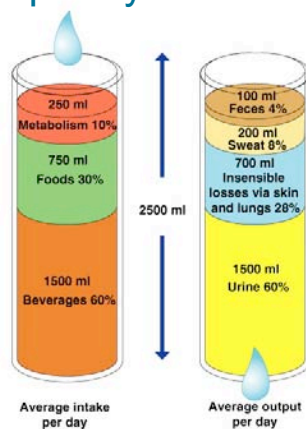 250 ml
Metabolism 10%
750 ml
Foods 30%
1500 ml
Beverages 60%
2500 ml
100 ml
Feces 4%
200 ml
Sweat 8%
700 ml
Insensible
losses via skin
and lungs 28%
1500 ml
Urine 60%
Average intake
per day
Average output
per day